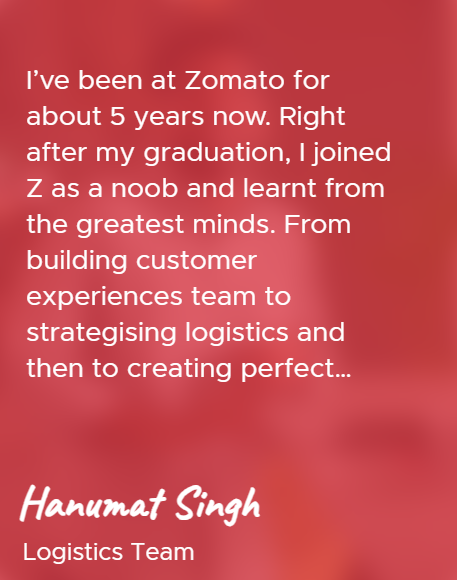 I’ve been at Zomato for
about 5 years now. Right
after my graduation, I joined
Z as a noob and learnt from
the greatest minds. From
building customer
experiences team to
strategising logistics and
then to creating perfect...
Hanumat Singh
Logistics Team